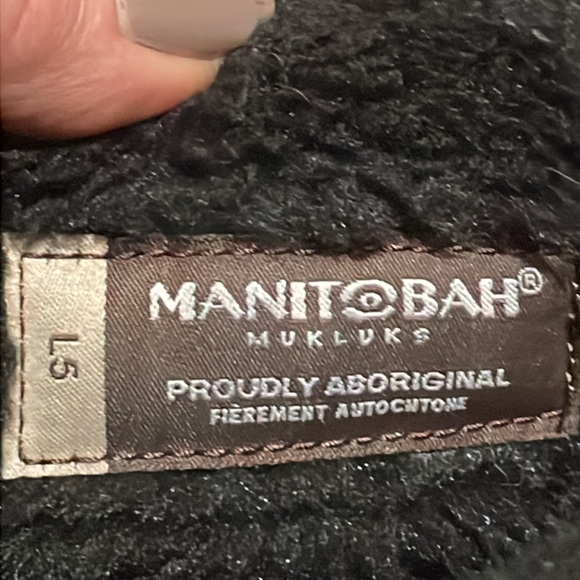 MANITOBAH®
MUKLUKS
PROUDLY ABORIGINAL
FIÈREMENT AUTOCHTONE
L5